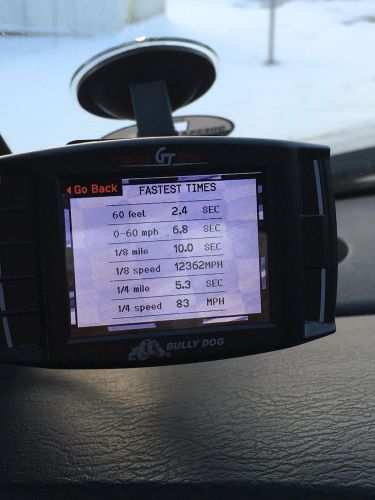 GT
Go Back FASTEST TIMES
60 feet 2.4 SEC
0-60 mph 6.8 SEC
1/8 mile 10.0 SEC
1/8 speed 12362MPH
1/4 mile 5.3 SEC
1/4 speed 83 MPH
BULLY DOG